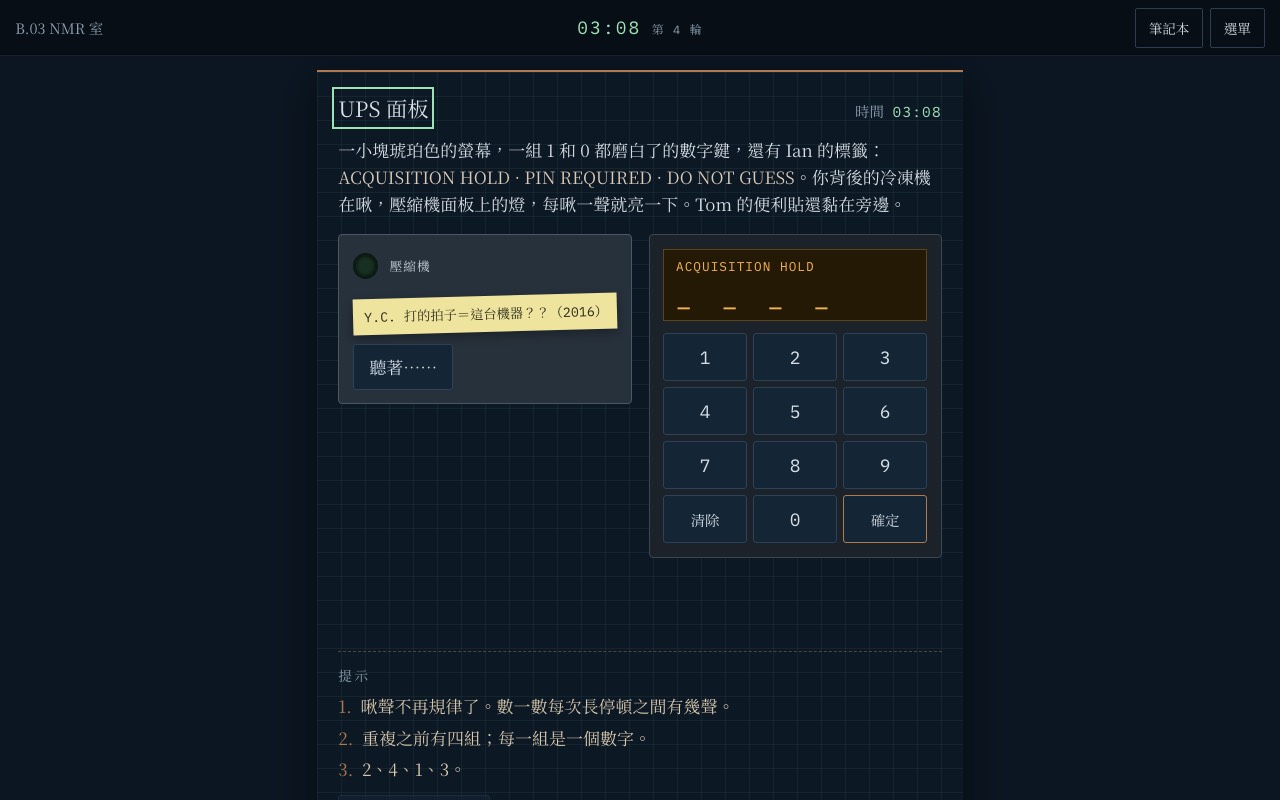 B.03 NMR 室
03:08 第 4 輪
筆記本
選單
UPS 面板
時間 03:08
一小塊琥珀色的螢幕，一組 1 和 0 都磨白了的數字鍵，還有 Ian 的標籤：
ACQUISITION HOLD · PIN REQUIRED · DO NOT GUESS。你背後的冷凍機
在啾，壓縮機面板上的燈，每啾一聲就亮一下。Tom 的便利貼還黏在旁邊。
壓縮機
Y.C. 打的拍子＝這台機器？？（2016）
聽著……
ACQUISITION HOLD
_ _ _ _
1 2 3
4 5 6
7 8 9
清除 0 確定
提示
1. 啾聲不再規律了。數一數每次長停頓之間有幾聲。
2. 重複之前有四組；每一組是一個數字。
3. 2、4、1、3。